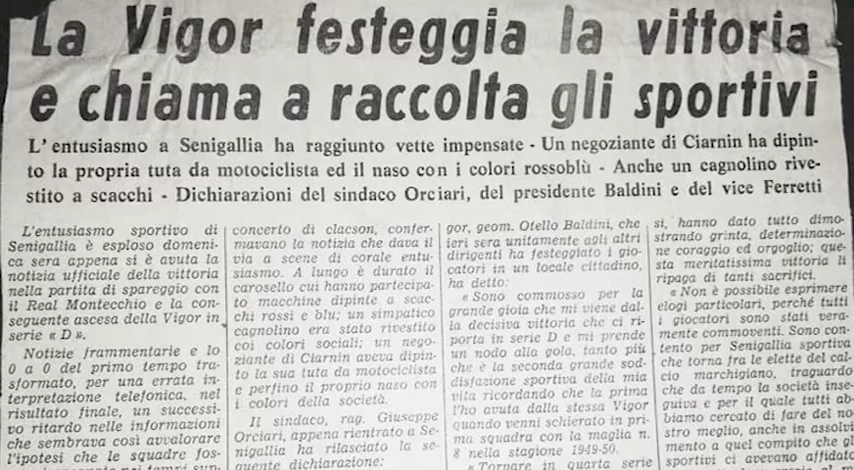 La Vigor festeggia la vittoria
e chiama a raccolta gli sportivi
L'entusiasmo a Senigallia ha raggiunto vette impensate - Un negoziante di Ciarnin ha dipin-
to la propria tuta da motociclista ed il naso con i colori rossoblù - Anche un cagnolino rive-
stito a scacchi - Dichiarazioni del sindaco Orciari, del presidente Baldini e del vice Ferretti
L'entusiasmo sportivo di
Senigallia è esploso domeni-
ca sera appena si è avuta la
notizia ufficiale della vittoria
nella partita di spareggio con
il Real Montecchio e la con-
seguente ascesa della Vigor in
serie « D ».
Notizie frammentarie e lo
0 a 0 del primo tempo tra-
sformato, per una errata in-
terpretazione telefonica, nel
risultato finale, un successi-
vo ritardo nelle informazioni
che sembrava così avvalorare
l'ipotesi che le squadre fos-
concerto di clacson, confer-
mavano la notizia che dava il
via a scene di corale entu-
siasmo. A lungo è durato il
carosello cui hanno partecipa-
to macchine dipinte a scac-
chi rossi e blu; un simpatico
cagnolino era stato rivestito
coi colori sociali; un nego-
ziante di Ciarnin aveva dipin-
to la sua tuta da motociclista
e perfino il proprio naso con
i colori della società.
Il sindaco, rag. Giuseppe
Orciari, appena rientrato a Se-
nigallia ha rilasciato la se-
guente dichiarazione:
gor, geom. Otello Baldini, che
ieri sera unitamente agli altri
dirigenti ha festeggiato i gio-
catori in un locale cittadino,
ha detto:
« Sono commosso per la
grande gioia che mi viene dal-
la decisiva vittoria che ci ri-
porta in serie D e mi prende
un nodo alla gola, tanto più
che è la seconda grande sod-
disfazione sportiva della mia
vita ricordando che la prima
l'ho avuta dalla stessa Vigor
quando venni schierato in pri-
ma squadra con la maglia n.
8 nella stagione 1949-50.
« Tornare in quarta serie
si, hanno dato tutto dimo-
strando grinta, determinazio-
ne coraggio ed orgoglio; que-
sta meritatissima vittoria li
ripaga di tanti sacrifici.
« Non è possibile esprimere
elogi particolari, perché tutti
i giocatori sono stati vera-
mente commoventi. Sono con-
tento per Senigallia sportiva
che torna fra le elette del cal-
cio marchigiano, traguardo
che da tempo la società inse-
guiva e per il quale tutti ab-
biamo cercato di fare del no-
stro meglio, anche in assolvi
mento a quel compito che gl
sportivi ci avevano affidato